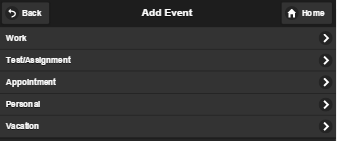 Back Add Event Home
Work
Test/Assignment
Appointment
Personal
Vacation